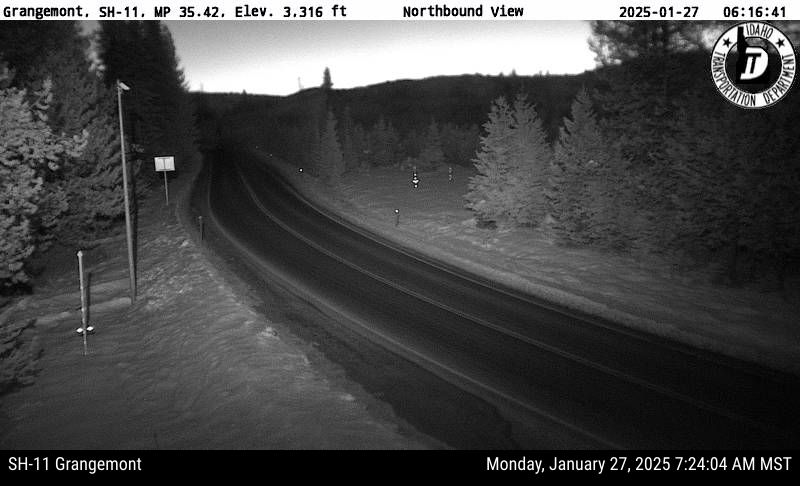 Grangemont, SH-11, MP 35.42, Elev. 3,316 ft Northbound View 2025-01-27 06:16:41
IDAHO
TRANSPORTATION DEPARTMENT
SH-11 Grangemont Monday, January 27, 2025 7:24:04 AM MST